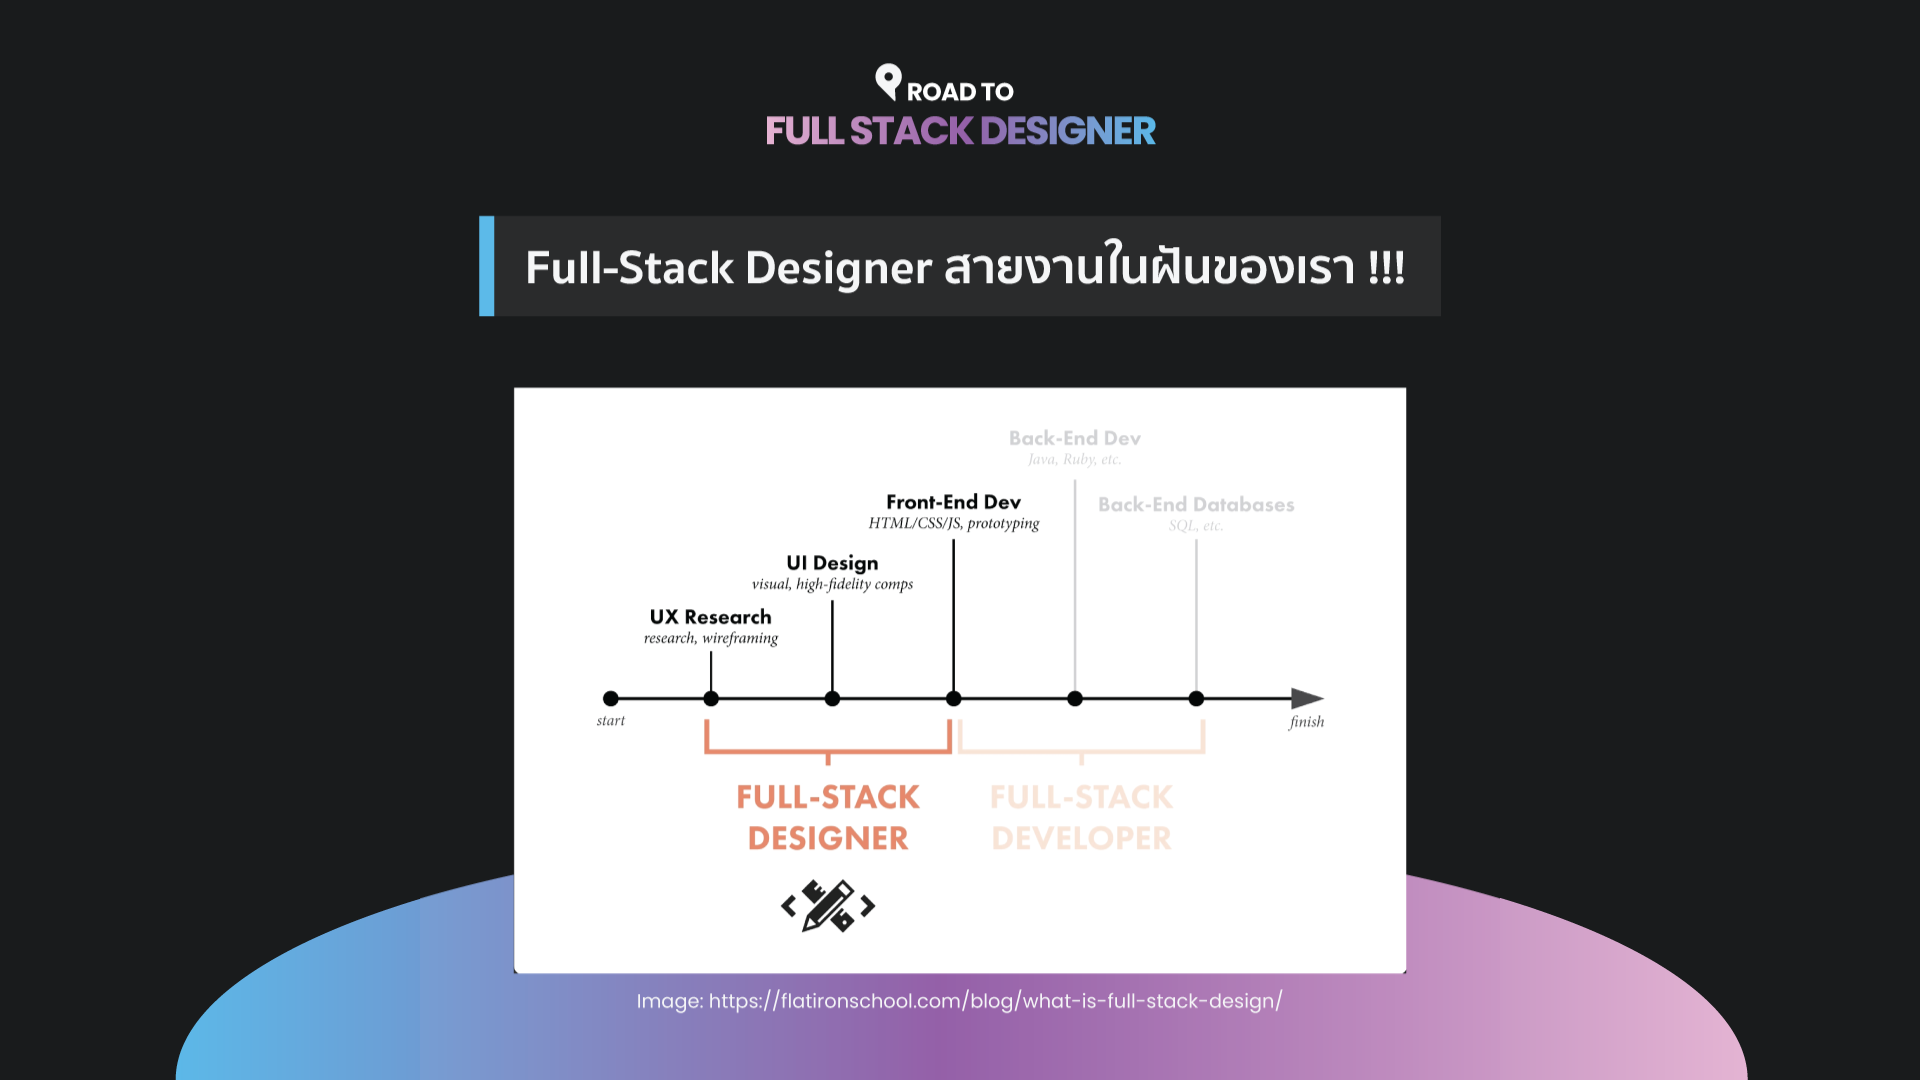 ROAD TO
FULL STACK DESIGNER
Full-Stack Designer สายงานในฝันของเรา !!!
Back-End Dev
Java, Ruby, etc.
Front-End Dev
HTML/CSS/JS, prototyping
Back-End Databases
SQL, etc.
UI Design
visual, high-fidelity comps
UX Research
research, wireframing
start
finish
FULL-STACK
DESIGNER
FULL-STACK
DEVELOPER
Image: https://flatironschool.com/blog/what-is-full-stack-design/